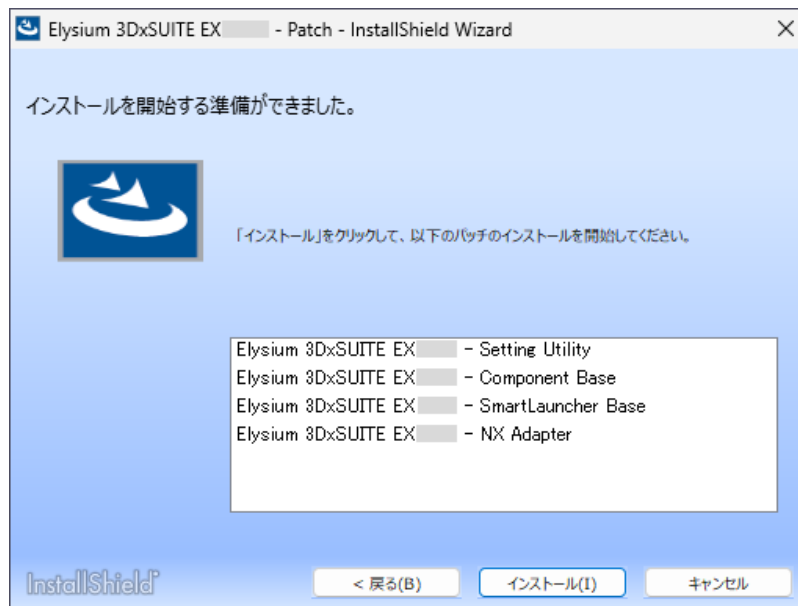 Elysium 3DxSUITE EX - Patch - InstallShield Wizard
インストールを開始する準備ができました。
「インストール」をクリックして、以下のパッチのインストールを開始してください。
Elysium 3DxSUITE EX - Setting Utility
Elysium 3DxSUITE EX - Component Base
Elysium 3DxSUITE EX - SmartLauncher Base
Elysium 3DxSUITE EX - NX Adapter
InstallShield
< 戻る(B)
インストール(I)
キャンセル